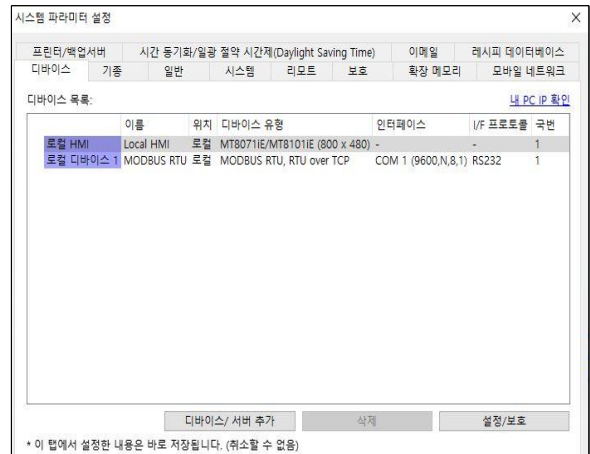 시스템 파라미터 설정
프린터/백업서버 시간 동기화/일광 절약 시간제(Daylight Saving Time) 이메일 레시피 데이터베이스
디바이스 기종 일반 시스템 리모트 보호 확장 메모리 모바일 네트워크
디바이스 목록: 내 PC IP 확인
이름 위치 디바이스 유형 인터페이스 I/F 프로토콜 국번
로컬 HMI Local HMI 로컬 MT8071iE/MT8101iE (800 x 480) - - 1
로컬 디바이스 1 MODBUS RTU 로컬 MODBUS RTU, RTU over TCP COM 1 (9600,N,8,1) RS232 1
디바이스/ 서버 추가 삭제 설정/보호
* 이 탭에서 설정한 내용은 바로 저장됩니다. (취소할 수 없음)